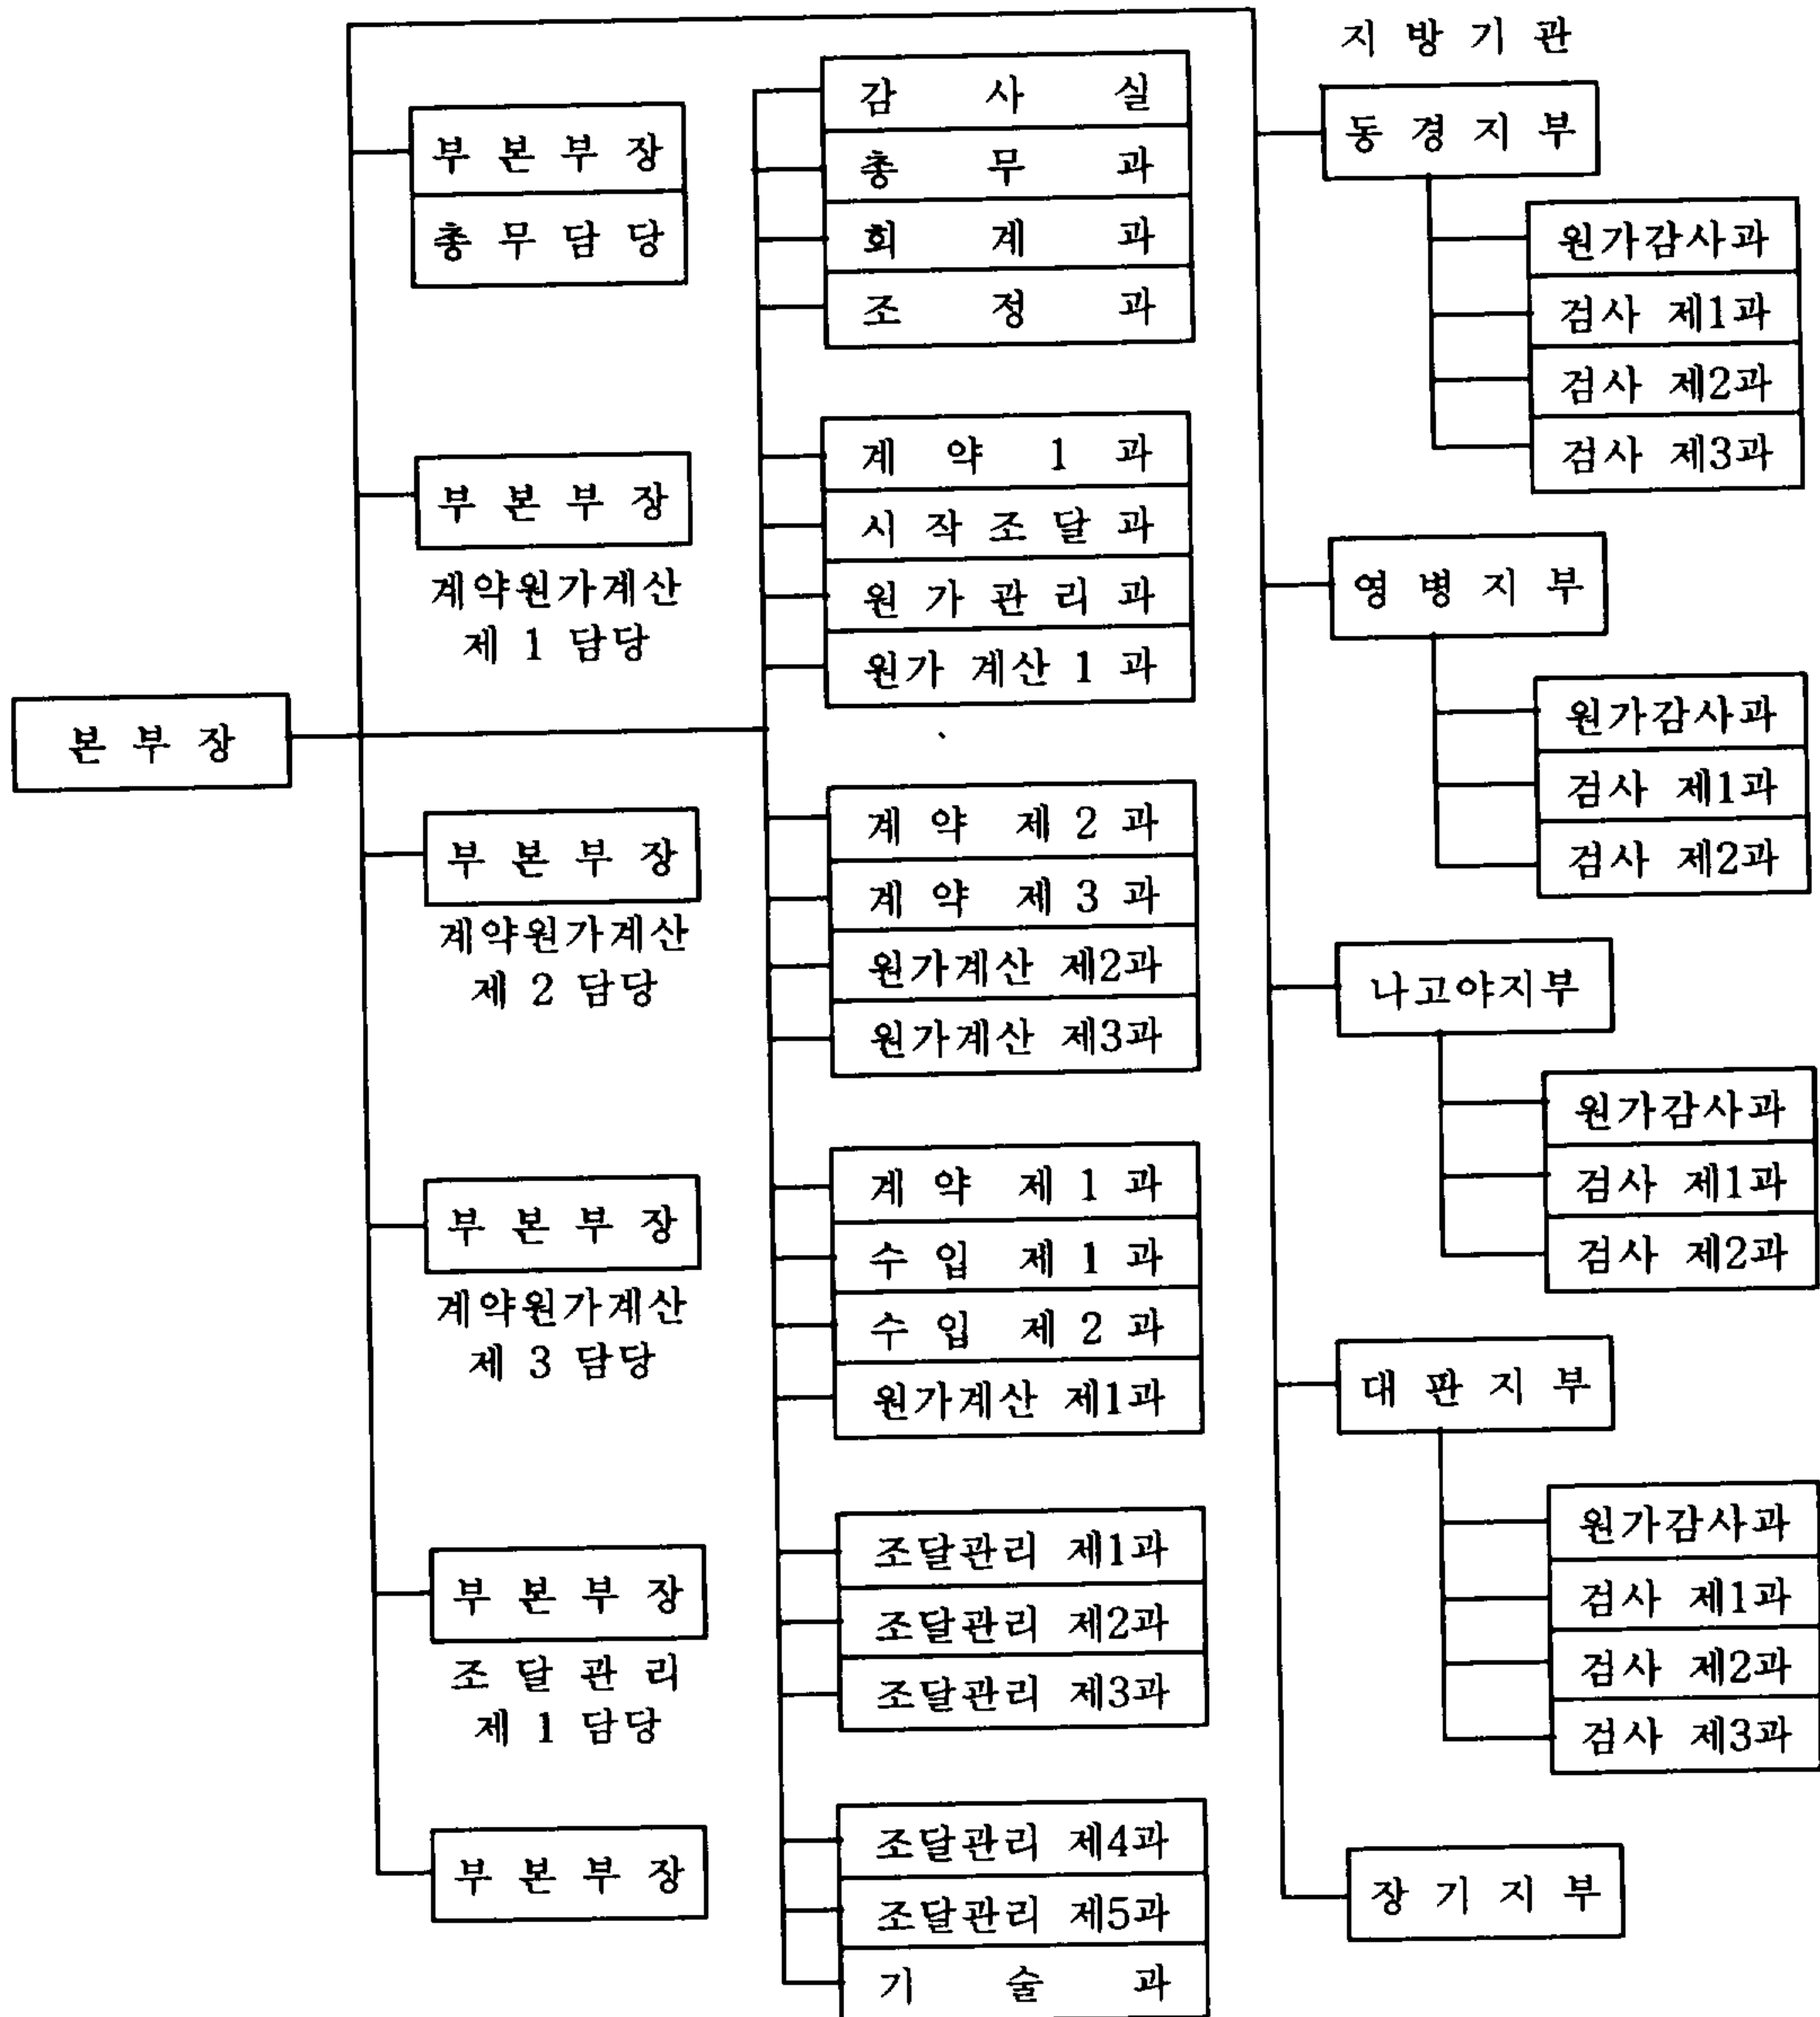 본 부 장
부 본 부 장
총 무 담 당
부 본 부 장
계약원가계산
제 1 담당
부 본 부 장
계약원가계산
제 2 담당
부 본 부 장
계약원가계산
제 3 담당
부 본 부 장
조 달 관 리
제 1 담당
부 본 부 장
감 사 실
총 무 과
회 계 과
조 정 과
계 약 1 과
시 작 조 달 과
원 가 관 리 과
원가 계산 1 과
계 약 제 2 과
계 약 제 3 과
원가계산 제2과
원가계산 제3과
계 약 제 1 과
수 입 제 1 과
수 입 제 2 과
원가계산 제1과
조달관리 제1과
조달관리 제2과
조달관리 제3과
조달관리 제4과
조달관리 제5과
기 술 과
지 방 기 관
동 경 지 부
원가감사과
검사 제1과
검사 제2과
검사 제3과
영 병 지 부
원가감사과
검사 제1과
검사 제2과
나고야지부
원가감사과
검사 제1과
검사 제2과
대 판 지 부
원가감사과
검사 제1과
검사 제2과
검사 제3과
장 기 지 부